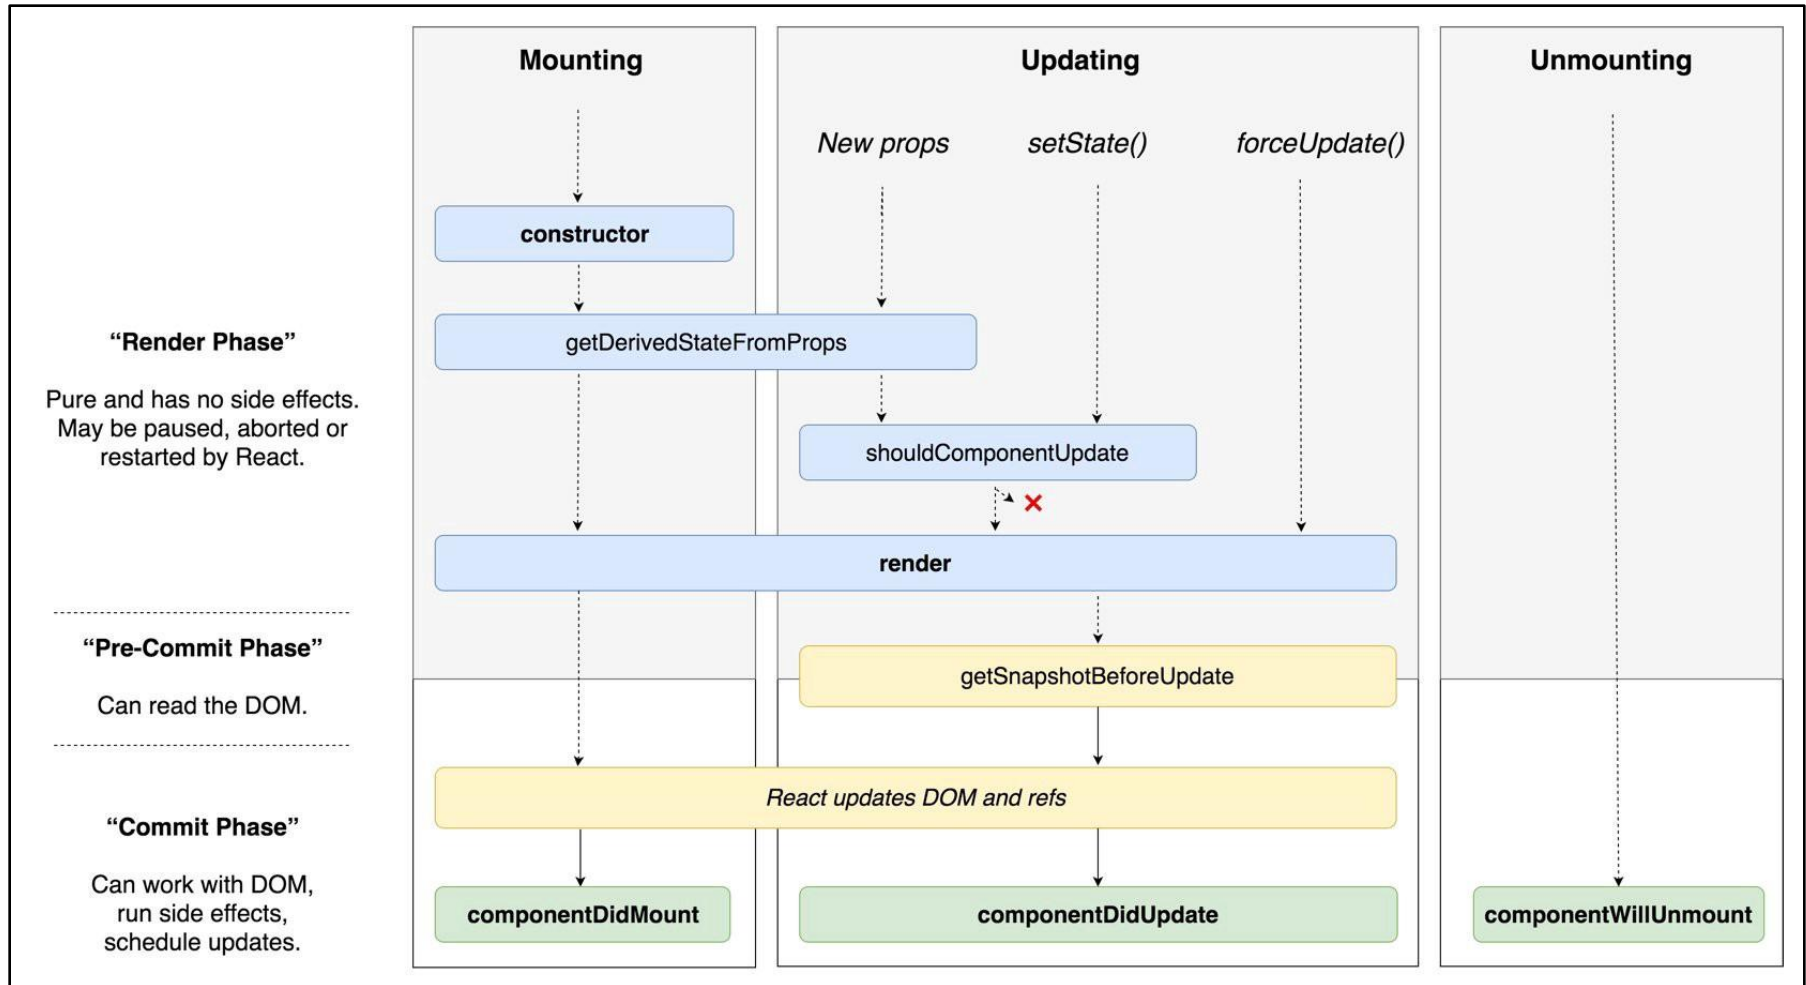 Mounting
Updating
Unmounting
New props
setState()
forceUpdate()
constructor
getDerivedStateFromProps
shouldComponentUpdate
render
getSnapshotBeforeUpdate
React updates DOM and refs
componentDidMount
componentDidUpdate
componentWillUnmount
“Render Phase”
Pure and has no side effects.
May be paused, aborted or
restarted by React.
“Pre-Commit Phase”
Can read the DOM.
“Commit Phase”
Can work with DOM,
run side effects,
schedule updates.